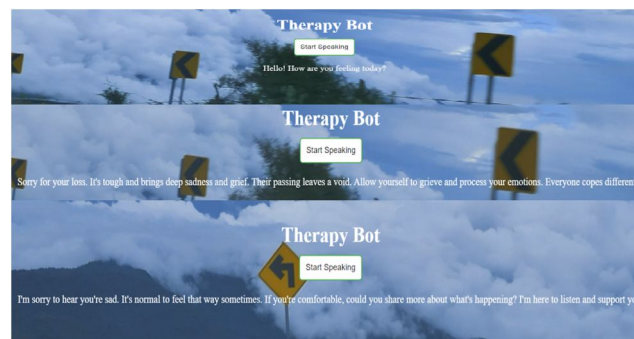 Therapy Bot
Start Speaking
Hello! How are you feeling today?
Therapy Bot
Start Speaking
Sorry for your loss. It's tough and brings deep sadness and grief. Their passing leaves a void. Allow yourself to grieve and process your emotions. Everyone copes differen
Therapy Bot
Start Speaking
I'm sorry to hear you're sad. It's normal to feel that way sometimes. If you're comfortable, could you share more about what's happening? I'm here to listen and support yo